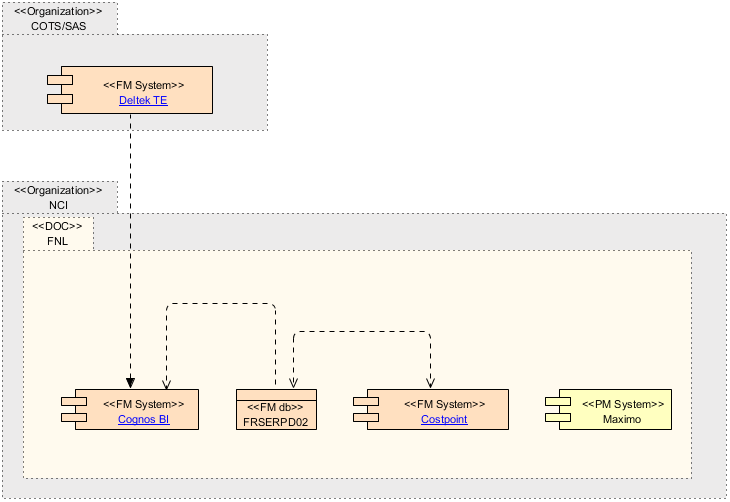 <<Organization>>
COTS/SAS
<<FM System>>
Deltek TE
<<Organization>>
NCI
<<DOC>>
FNL
<<FM System>>
Cognos BI
<<FM db>>
FRSERPD02
<<FM System>>
Costpoint
<<PM System>>
Maximo